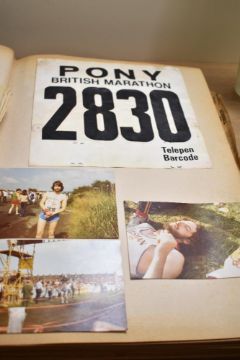 PONY
BRITISH MARATHON
2830
Telepen
Barcode